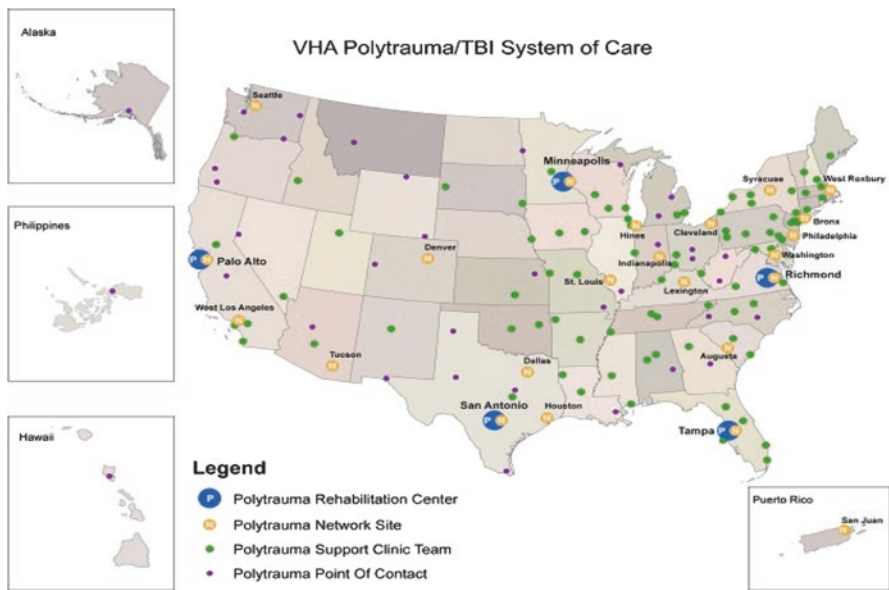 Alaska
VHA Polytrauma/TBI System of Care
Seattle
N
Minneapolis
P N
Syracuse
N
West Roxbury
N
Philippines
Bronx
N
Hines
N
Cleveland
N
Philadelphia
N
Denver
N
Indianapolis
N
Washington
N
P N
Palo Alto
St. Louis
N
Lexington
N
P N
Richmond
West Los Angeles
N
Tucson
N
Dallas
N
Augusta
N
San Antonio
P N
Houston
N
Tampa
P N
Hawaii
Legend
P Polytrauma Rehabilitation Center
N Polytrauma Network Site
Polytrauma Support Clinic Team
Polytrauma Point Of Contact
Puerto Rico
San Juan
N